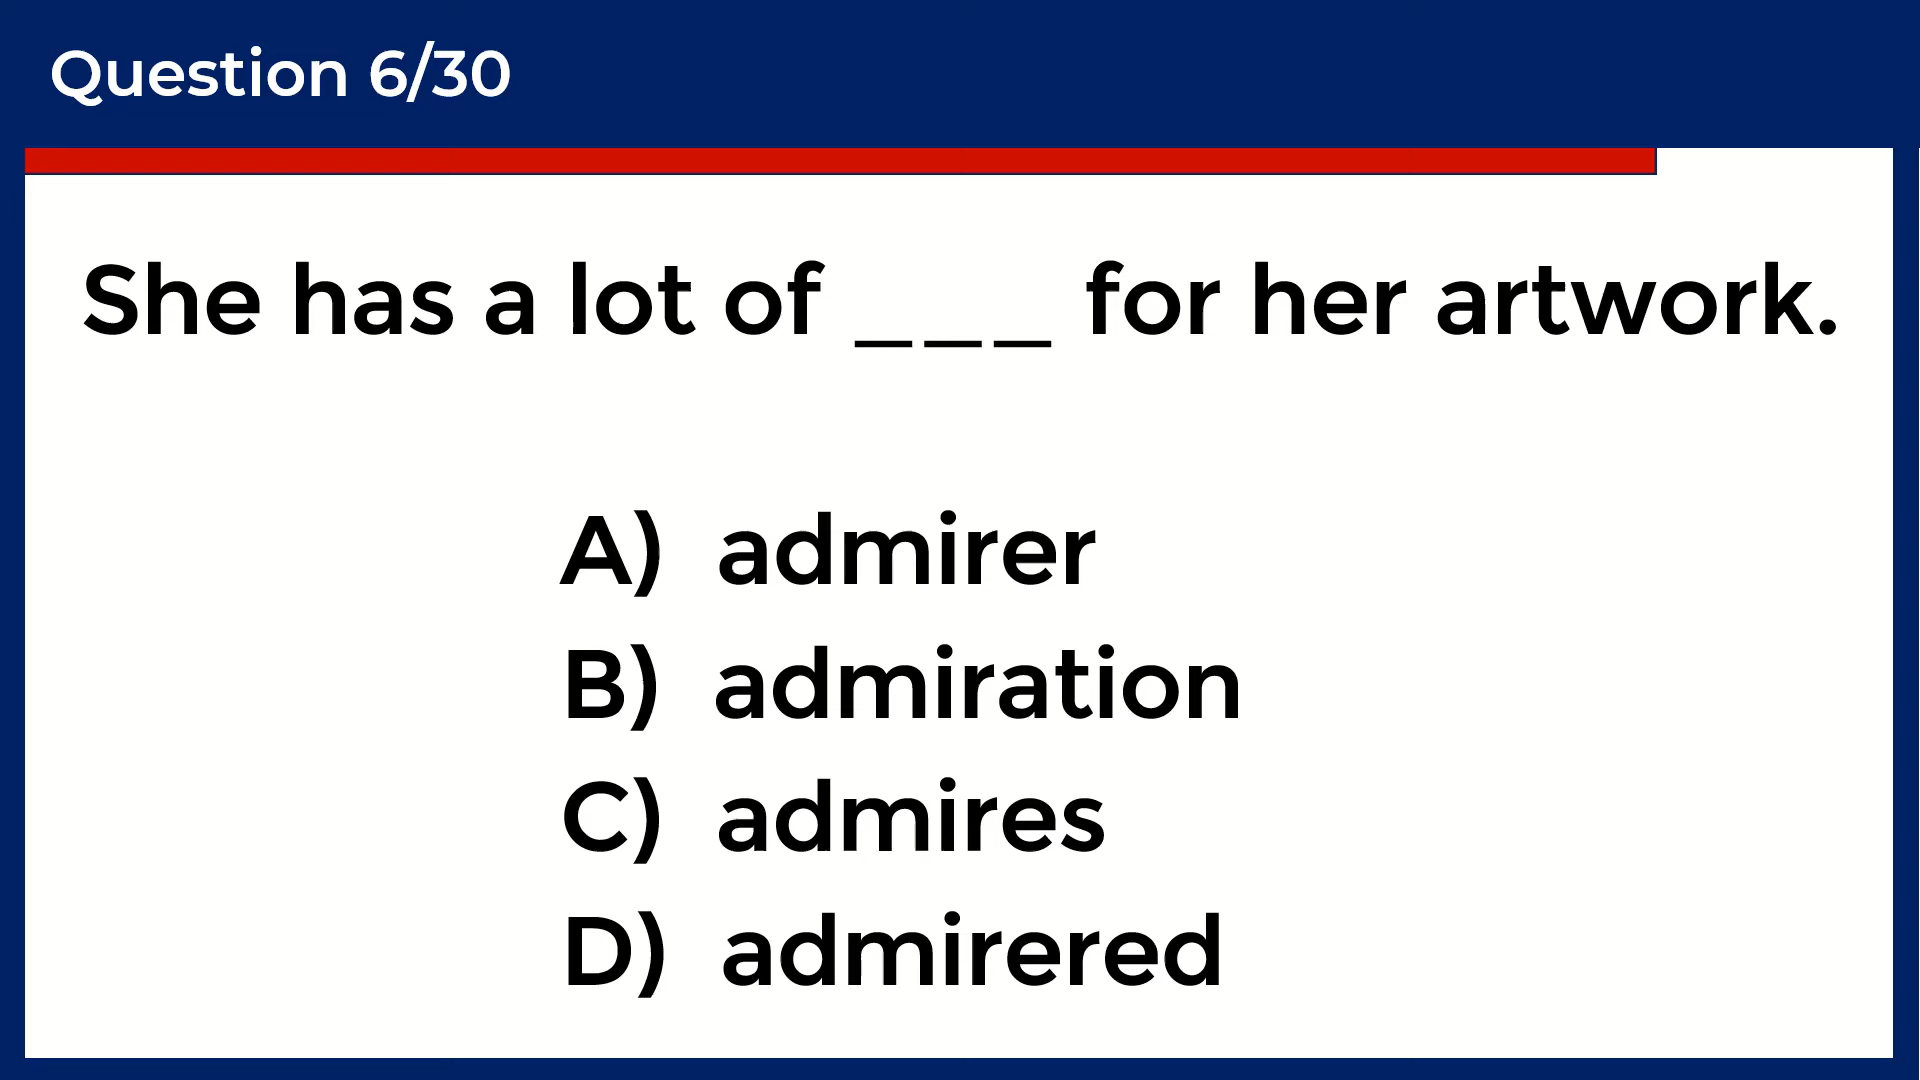 Question 6/30
She has a lot of ___ for her artwork.
A) admirer
B) admiration
C) admires
D) admirered